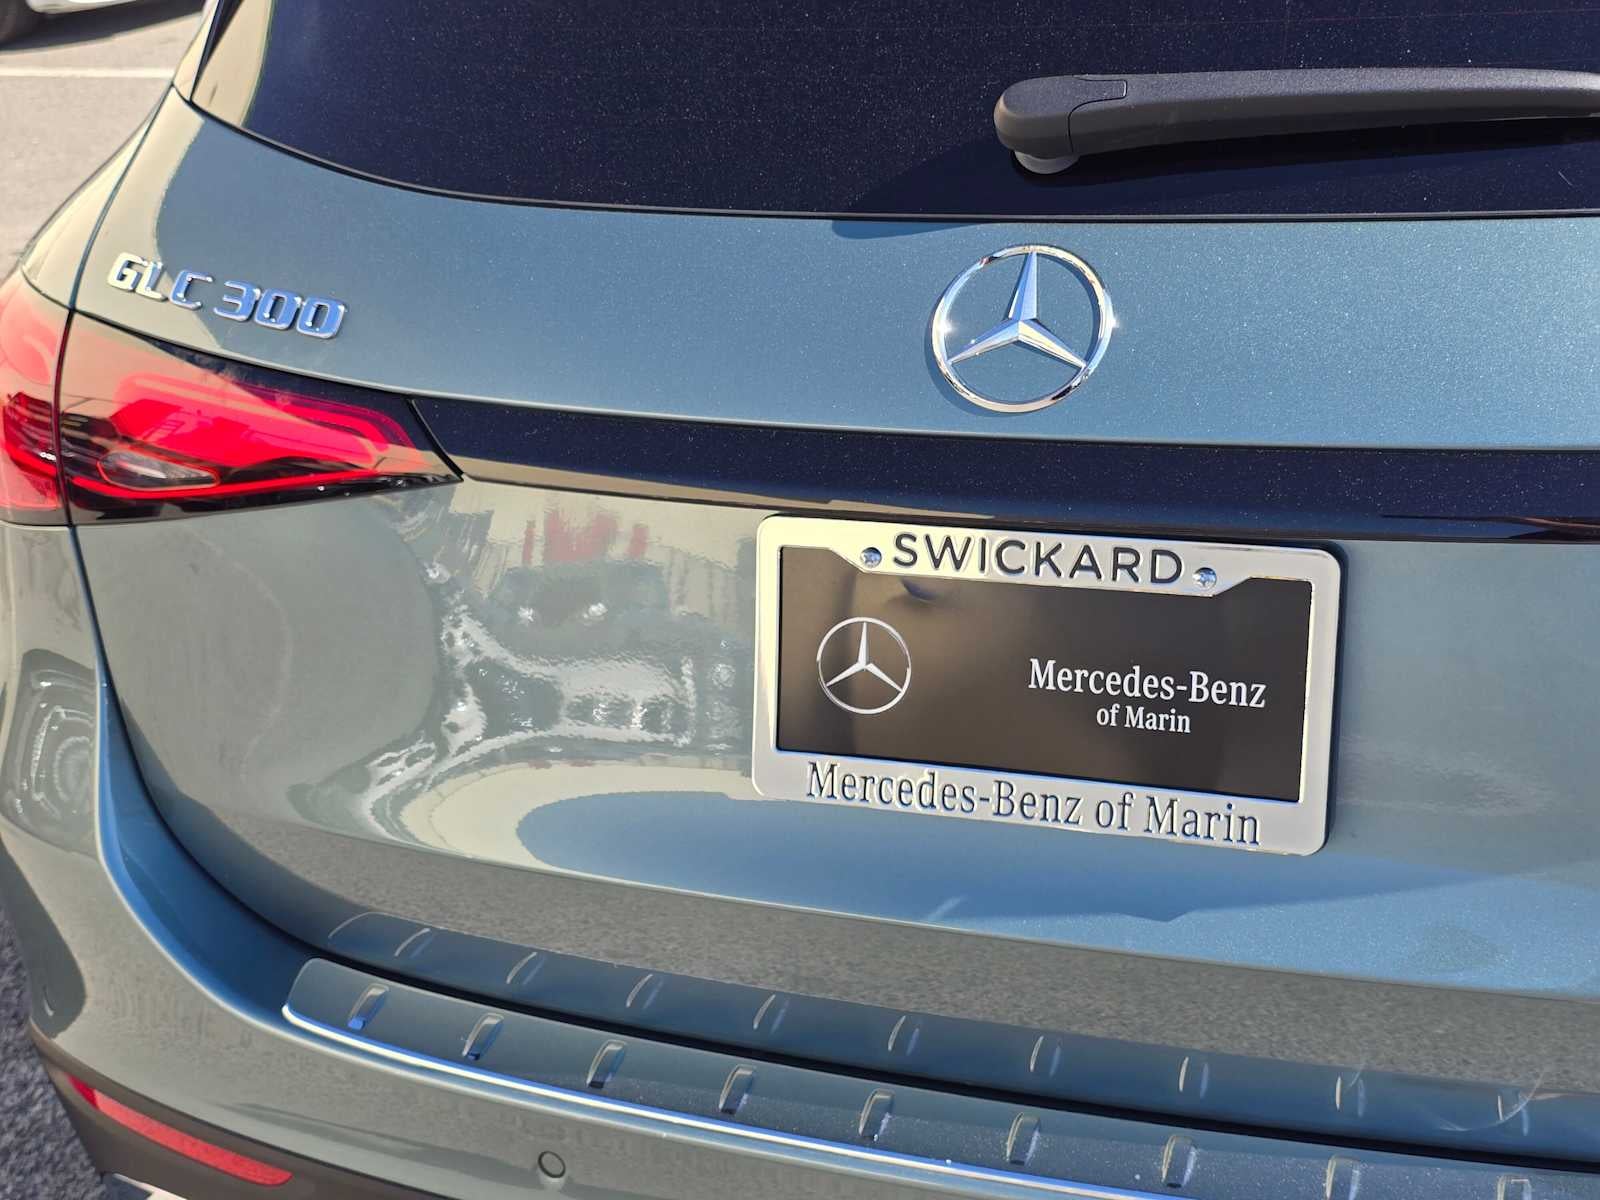 GLC 300
SWICKARD
Mercedes-Benz
of Marin
Mercedes-Benz of Marin